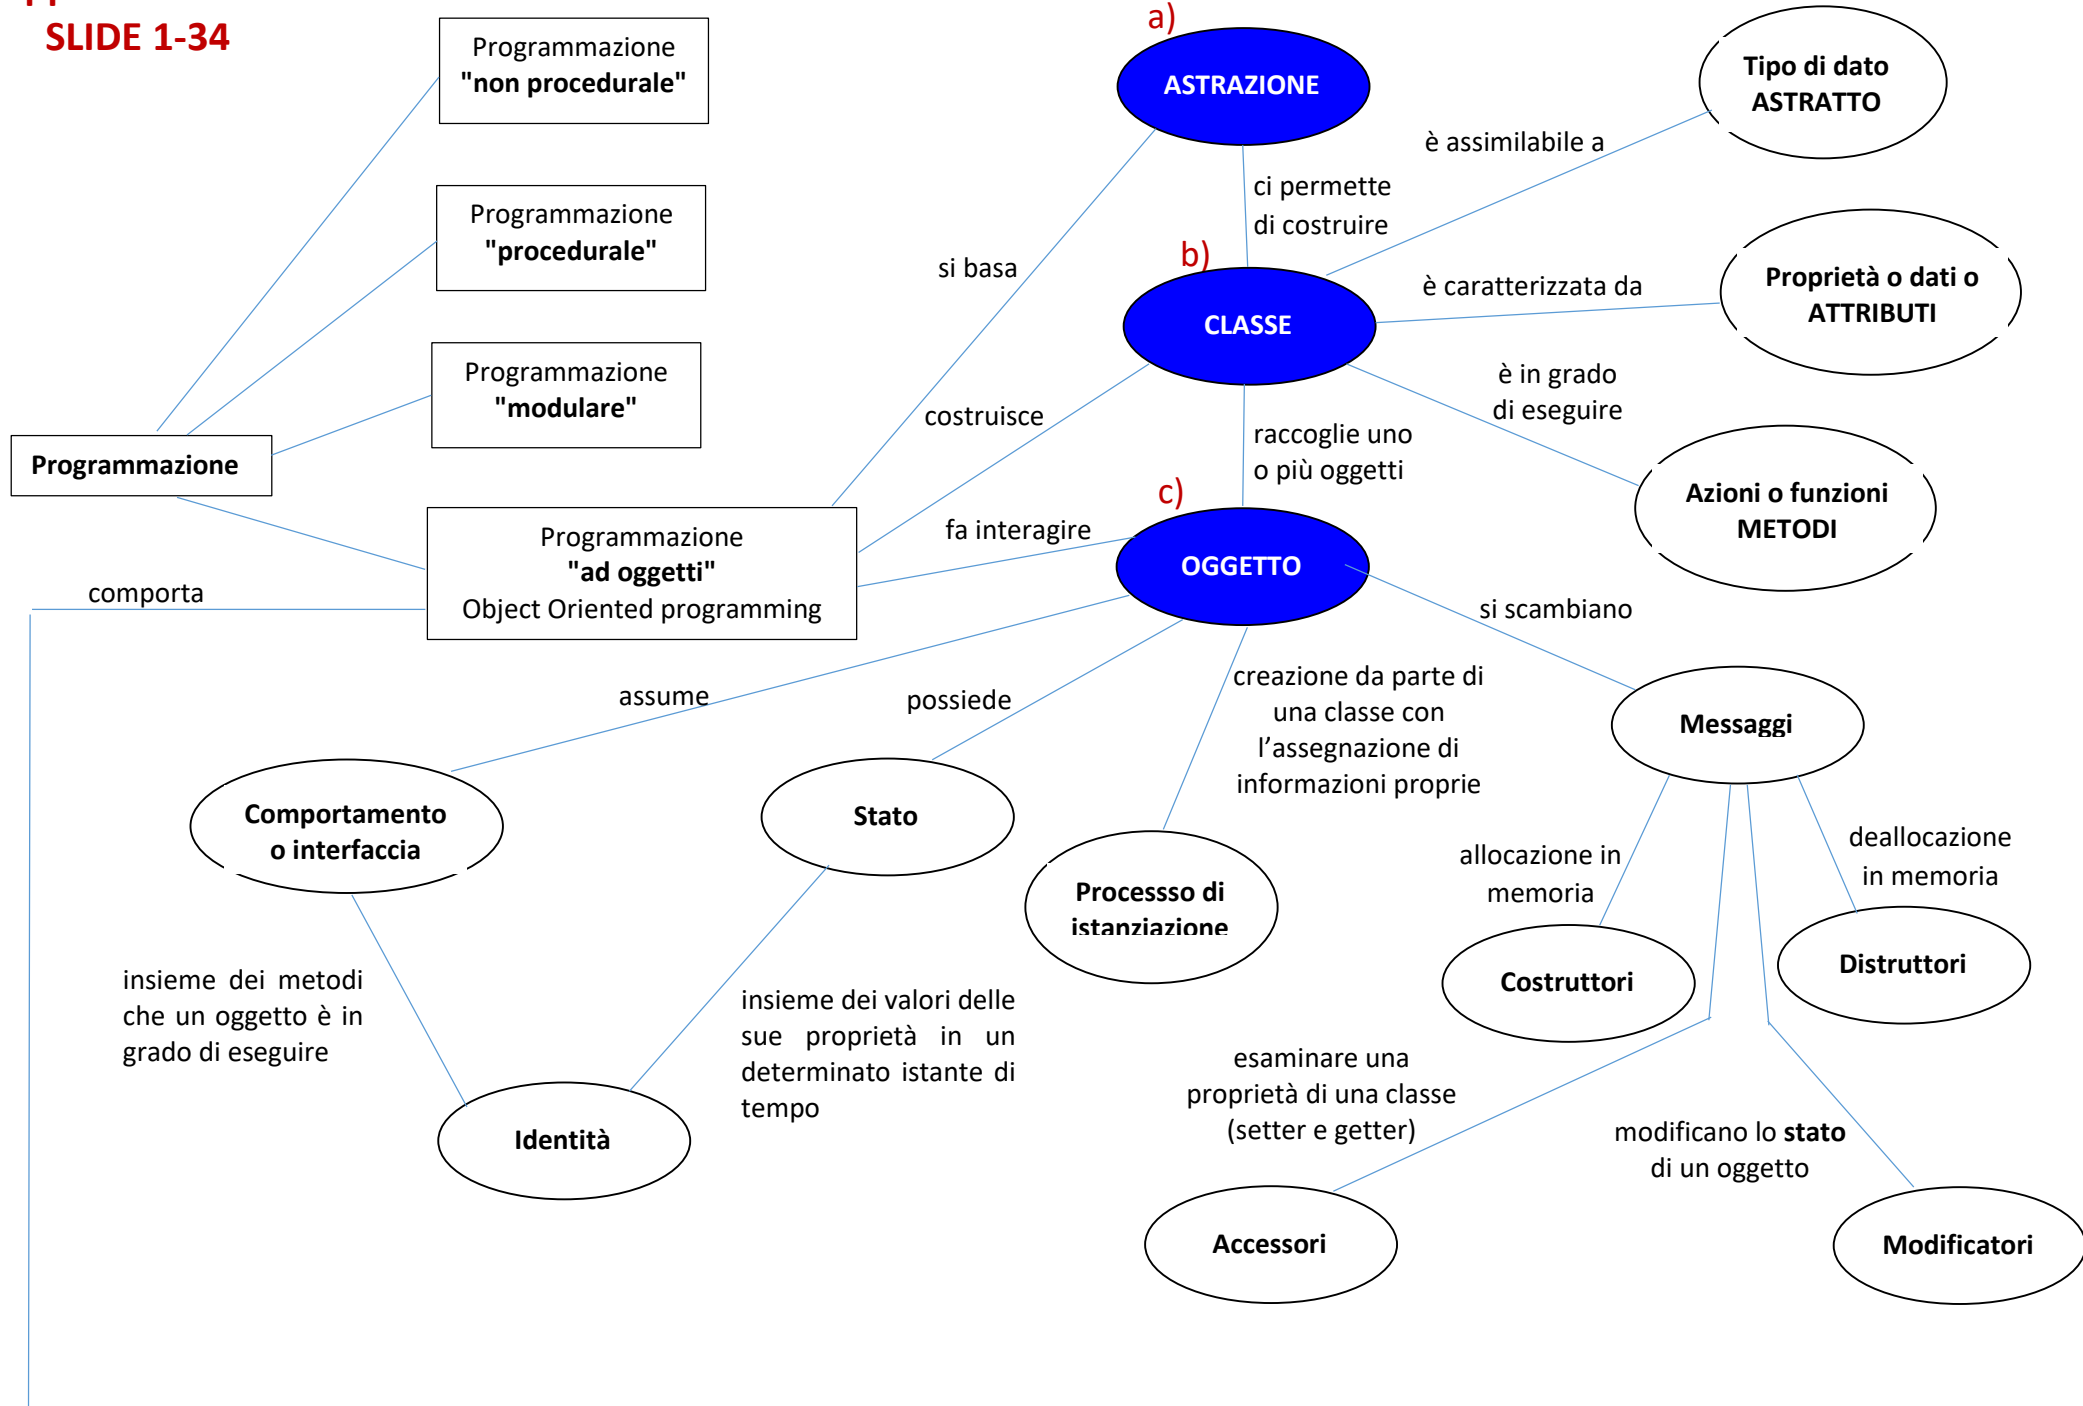 SLIDE 1-34
Programmazione
"non procedurale"
Programmazione
"procedurale"
Programmazione
"modulare"
Programmazione
Programmazione
"ad oggetti"
Object Oriented programming
comporta
si basa
costruisce
fa interagire
a)
ASTRAZIONE
ci permette
di costruire
b)
CLASSE
raccoglie uno
o più oggetti
c)
OGGETTO
è assimilabile a
Tipo di dato
ASTRATTO
è caratterizzata da
Proprietà o dati o
ATTRIBUTI
è in grado
di eseguire
Azioni o funzioni
METODI
si scambiano
Messaggi
assume
possiede
creazione da parte di
una classe con
l'assegnazione di
informazioni proprie
Comportamento
o interfaccia
Stato
Processso di
istanziazione
allocazione in
memoria
deallocazione
in memoria
Costruttori
Distruttori
insieme dei metodi
che un oggetto è in
grado di eseguire
insieme dei valori delle
sue proprietà in un
determinato istante di
tempo
Identità
esaminare una
proprietà di una classe
(setter e getter)
modificano lo stato
di un oggetto
Accessori
Modificatori